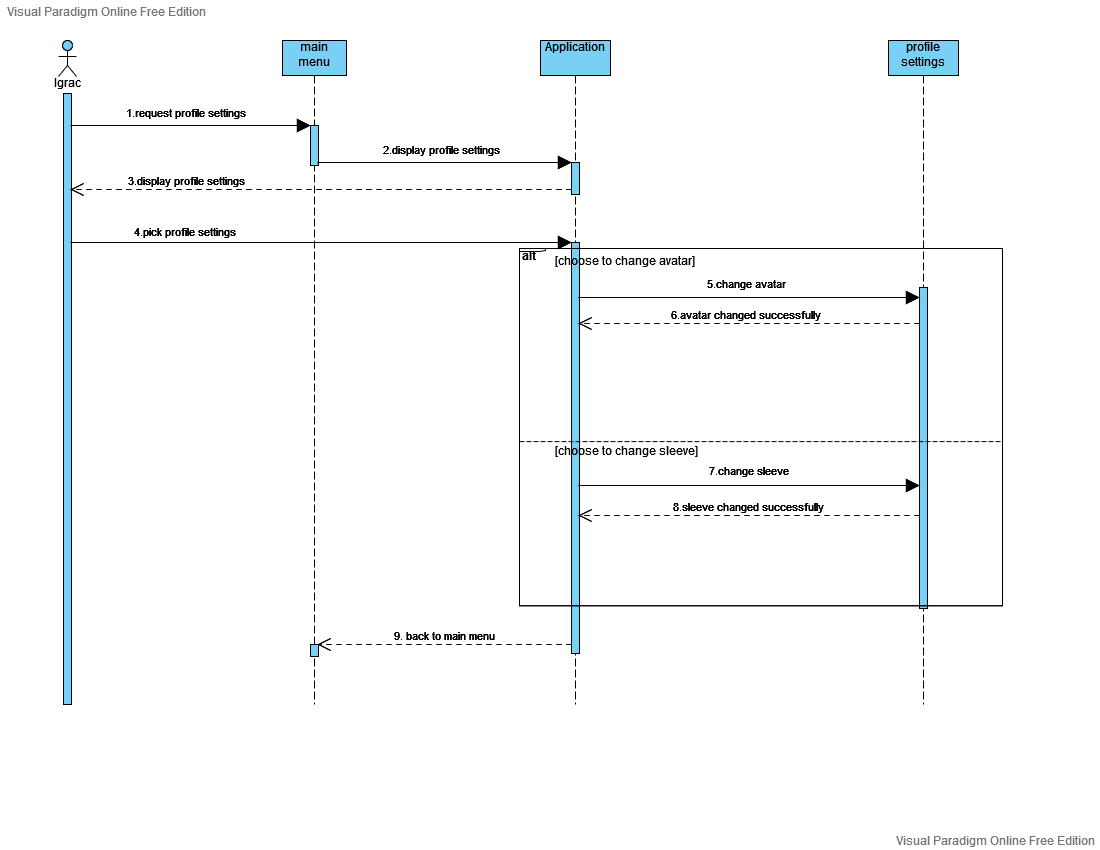 Visual Paradigm Online Free Edition
Igrac
main
menu
Application
profile
settings
1.request profile settings
2.display profile settings
3.display profile settings
4.pick profile settings
alt
[choose to change avatar]
5.change avatar
6.avatar changed successfully
[choose to change sleeve]
7.change sleeve
8.sleeve changed successfully
9. back to main menu
Visual Paradigm Online Free Edition